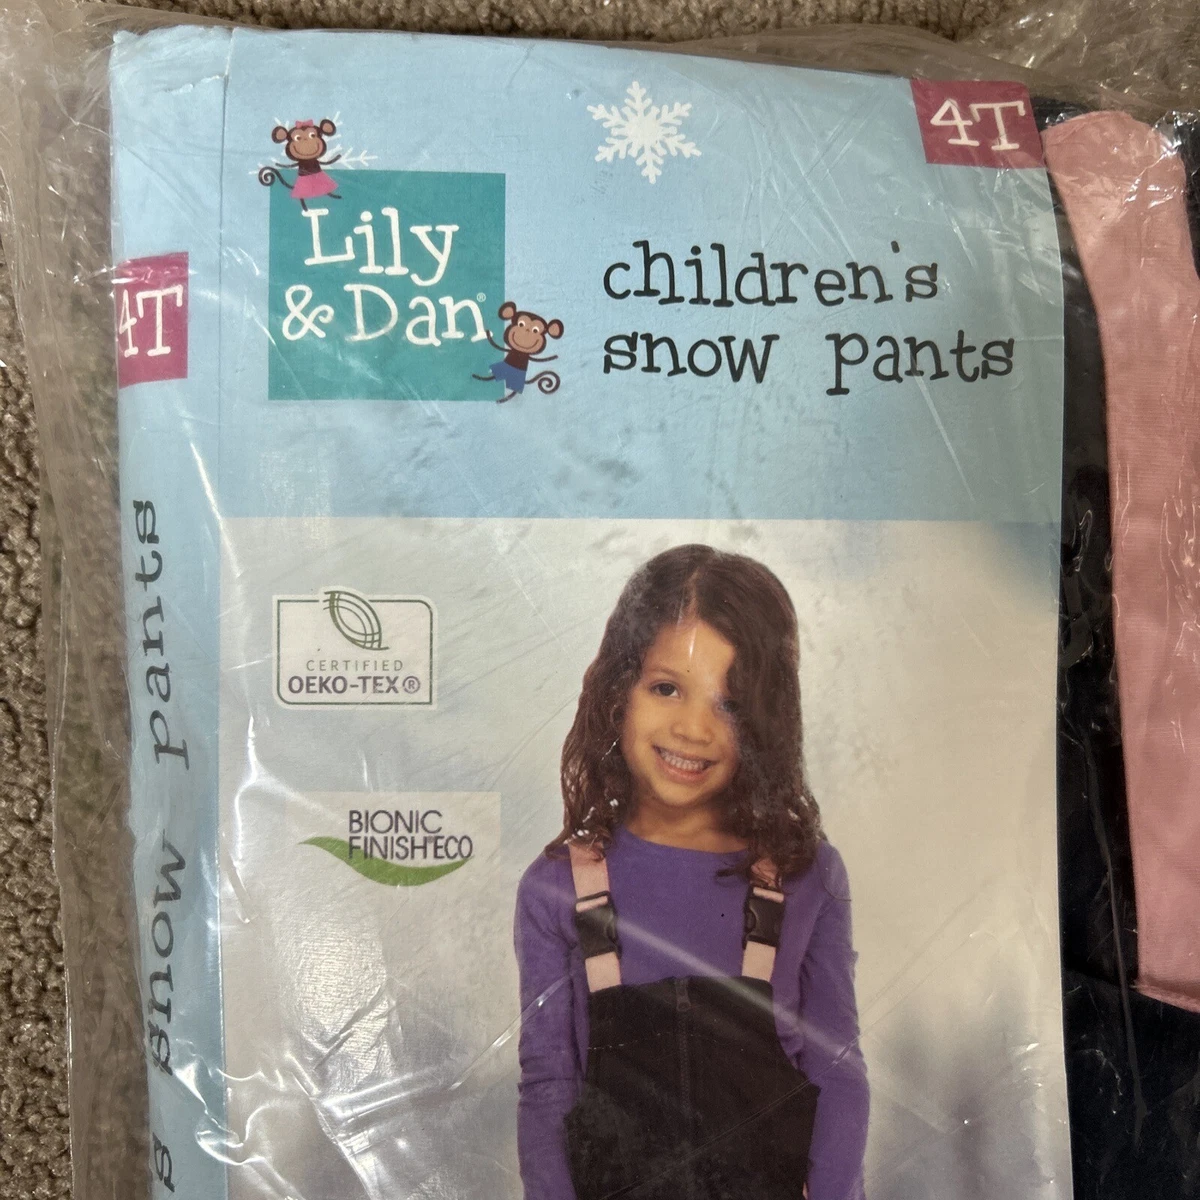 4T
Lily
& Dan®
children's
snow pants
4T
CERTIFIED
OEKO-TEX®
BIONIC
FINISH®ECO
s snow pants